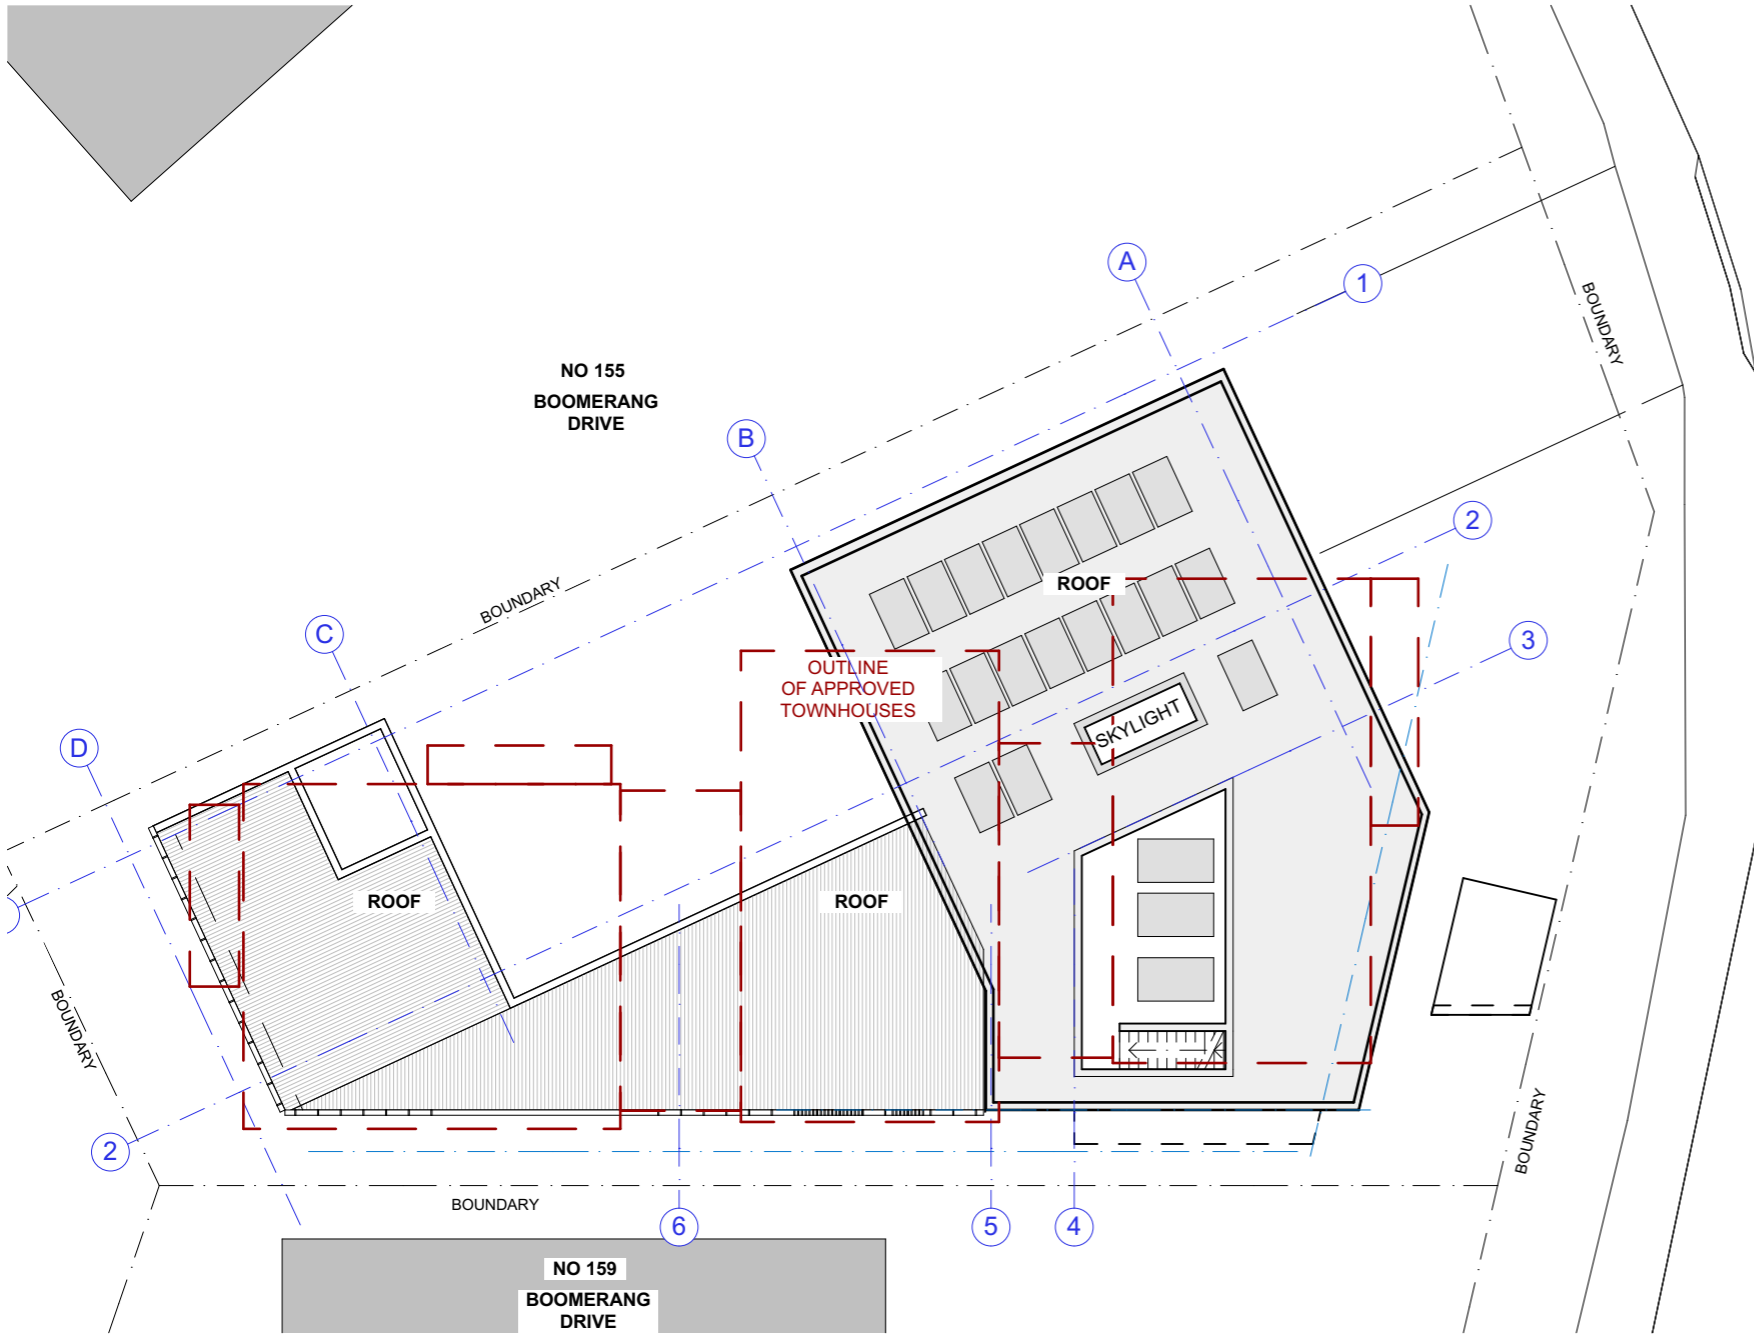 A
1
BOUNDARY
NO 155
BOOMERANG
DRIVE
B
2
ROOF
BOUNDARY
C
3
OUTLINE
OF APPROVED
TOWNHOUSES
SKYLIGHT
D
ROOF
ROOF
BOUNDARY
2
BOUNDARY
BOUNDARY
6
5
4
NO 159
BOOMERANG
DRIVE